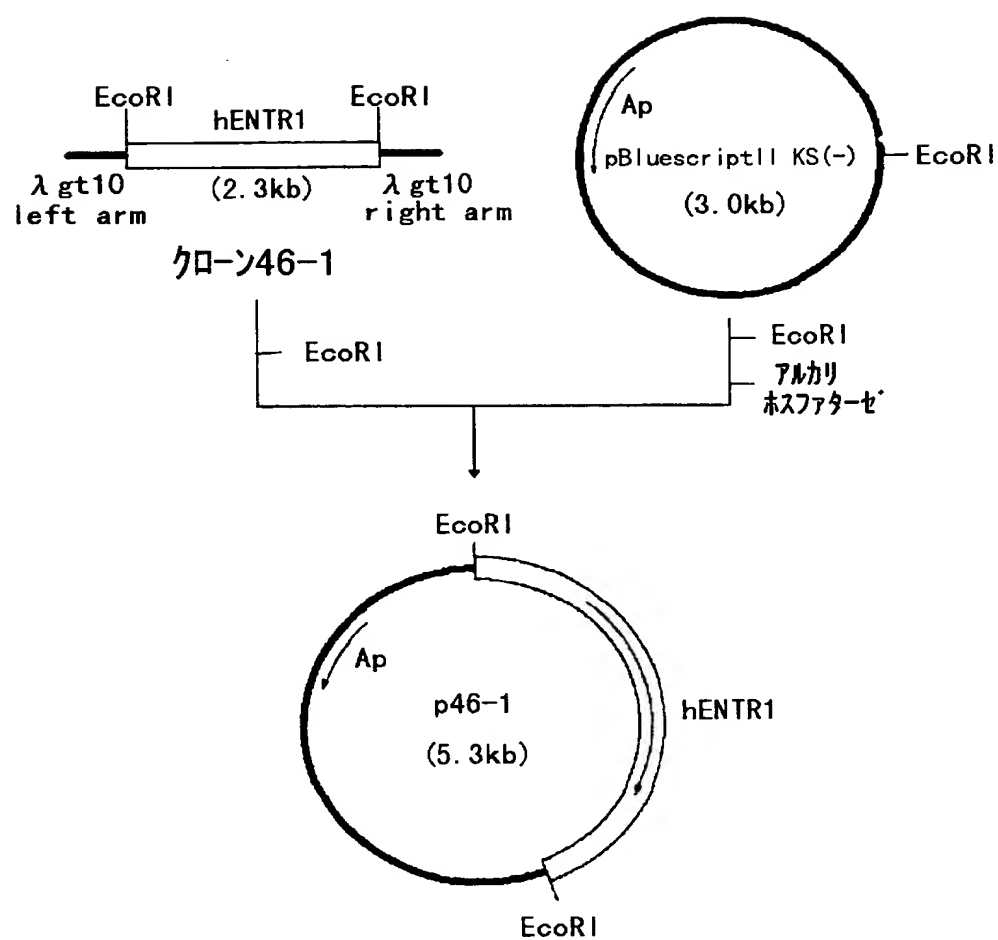 EcoRI
EcoRI
hENTR1
(2.3kb)
λgt10
left arm
λgt10
right arm
クローン46-1
EcoRI
Ap
pBluescriptII KS(-)
(3.0kb)
EcoRI
EcoRI
アルカリ
ホスファターゼ
EcoRI
Ap
p46-1
(5.3kb)
hENTR1
EcoRI